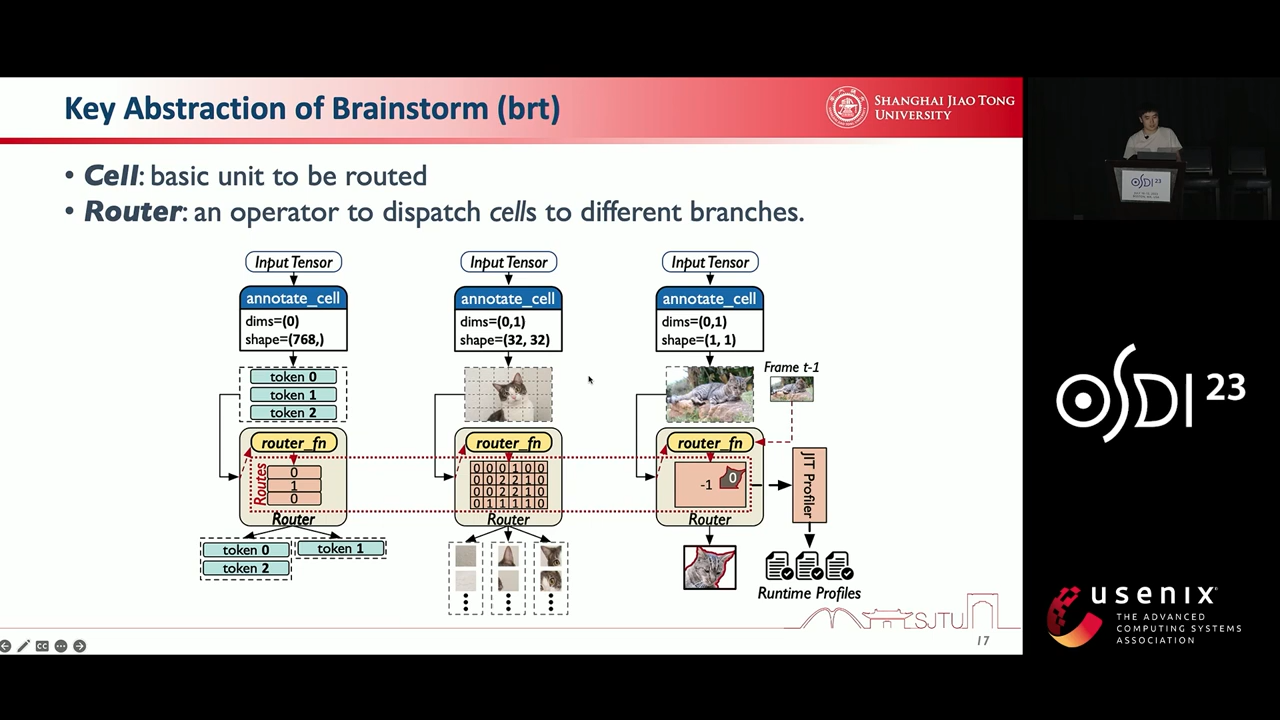 Key Abstraction of Brainstorm (brt)
SHANGHAI JIAO TONG
UNIVERSITY
• Cell: basic unit to be routed
• Router: an operator to dispatch cells to different branches.
Input Tensor
annotate_cell
dims=(0)
shape=(768,)
token 0
token 1
token 2
router_fn
Routes
0
1
0
Router
token 0
token 2
token 1
Input Tensor
annotate_cell
dims=(0,1)
shape=(32, 32)
router_fn
0 0 0 1 0 0
0 0 2 2 1 0
0 0 2 2 1 0
0 1 1 1 1 0
Router
Input Tensor
annotate_cell
dims=(0,1)
shape=(1, 1)
Frame t-1
router_fn
-1
0
Router
JIT Profiler
Runtime Profiles
SJTU
17
CC
OSDI 23
OSDI 23
usenix
THE ADVANCED
COMPUTING SYSTEMS
ASSOCIATION